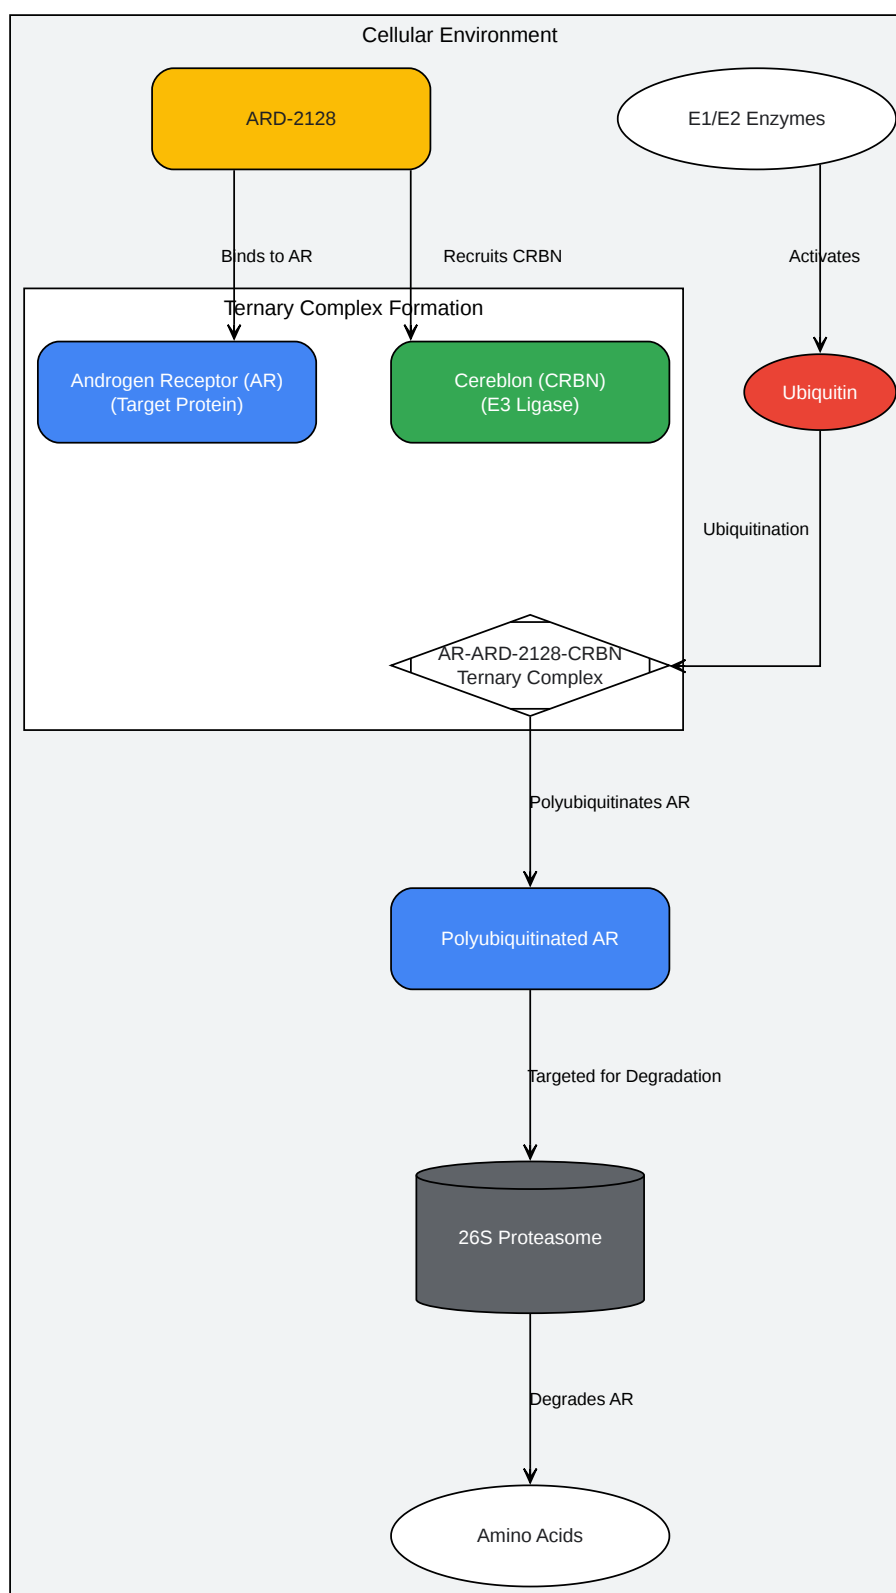 Cellular Environment
ARD-2128
E1/E2 Enzymes
Binds to AR
Recruits CRBN
Activates
Ternary Complex Formation
Androgen Receptor (AR)
(Target Protein)
Cereblon (CRBN)
(E3 Ligase)
Ubiquitin
Ubiquitination
AR-ARD-2128-CRBN
Ternary Complex
Polyubiquitinates AR
Polyubiquitinated AR
Targeted for Degradation
26S Proteasome
Degrades AR
Amino Acids